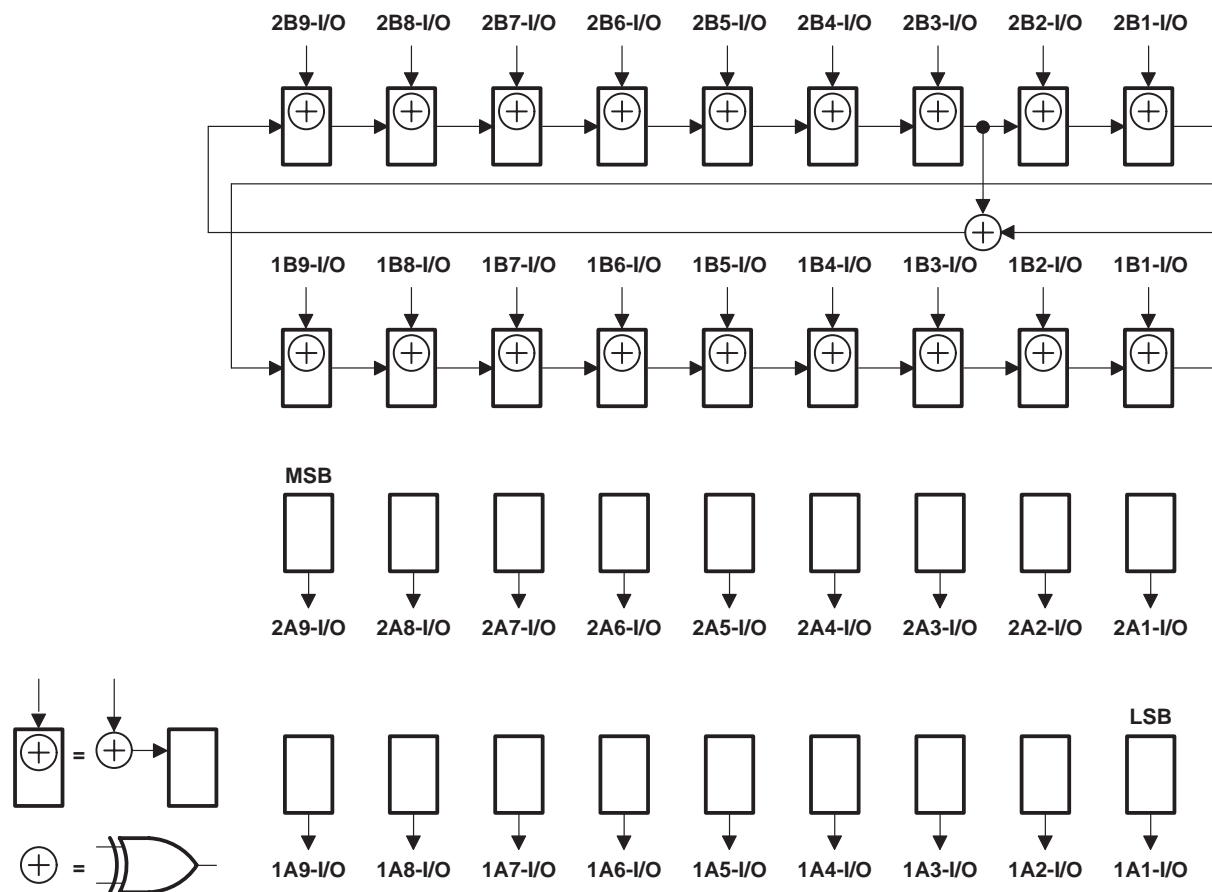 2B9-I/O 2B8-I/O 2B7-I/O 2B6-I/O 2B5-I/O 2B4-I/O 2B3-I/O 2B2-I/O 2B1-I/O
1B9-I/O 1B8-I/O 1B7-I/O 1B6-I/O 1B5-I/O 1B4-I/O 1B3-I/O 1B2-I/O 1B1-I/O
MSB
2A9-I/O 2A8-I/O 2A7-I/O 2A6-I/O 2A5-I/O 2A4-I/O 2A3-I/O 2A2-I/O 2A1-I/O
LSB
=
=
1A9-I/O 1A8-I/O 1A7-I/O 1A6-I/O 1A5-I/O 1A4-I/O 1A3-I/O 1A2-I/O 1A1-I/O